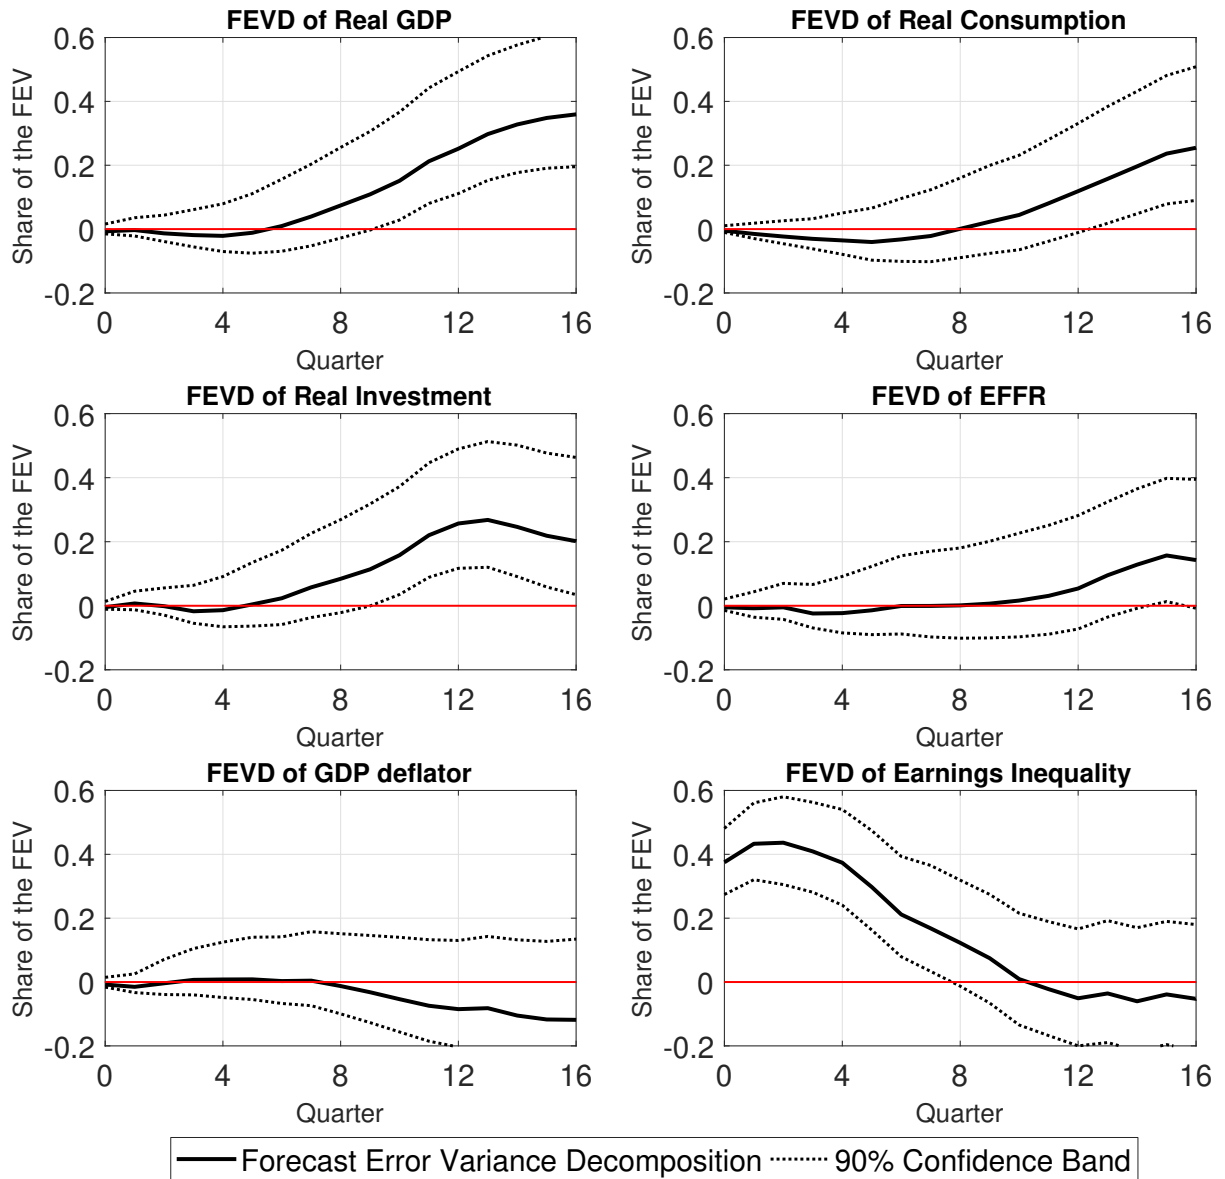 FEVD of Real GDP
0.6
0.4
0.2
0
-0.2
Share of the FEV
0 4 8 12 16
Quarter
FEVD of Real Consumption
0.6
0.4
0.2
0
-0.2
Share of the FEV
0 4 8 12 16
Quarter
FEVD of Real Investment
0.6
0.4
0.2
0
-0.2
Share of the FEV
0 4 8 12 16
Quarter
FEVD of EFFR
0.6
0.4
0.2
0
-0.2
Share of the FEV
0 4 8 12 16
Quarter
FEVD of GDP deflator
0.6
0.4
0.2
0
-0.2
Share of the FEV
0 4 8 12 16
Quarter
FEVD of Earnings Inequality
0.6
0.4
0.2
0
-0.2
Share of the FEV
0 4 8 12 16
Quarter
Forecast Error Variance Decomposition 90% Confidence Band